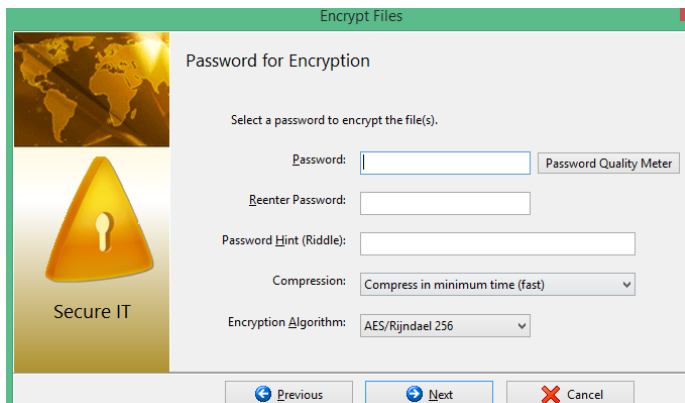 Encrypt Files
Password for Encryption
Select a password to encrypt the file(s).
Password:
Password Quality Meter
Reenter Password:
Password Hint (Riddle):
Compression: Compress in minimum time (fast)
Secure IT
Encryption Algorithm: AES/Rijndael 256
Previous Next Cancel